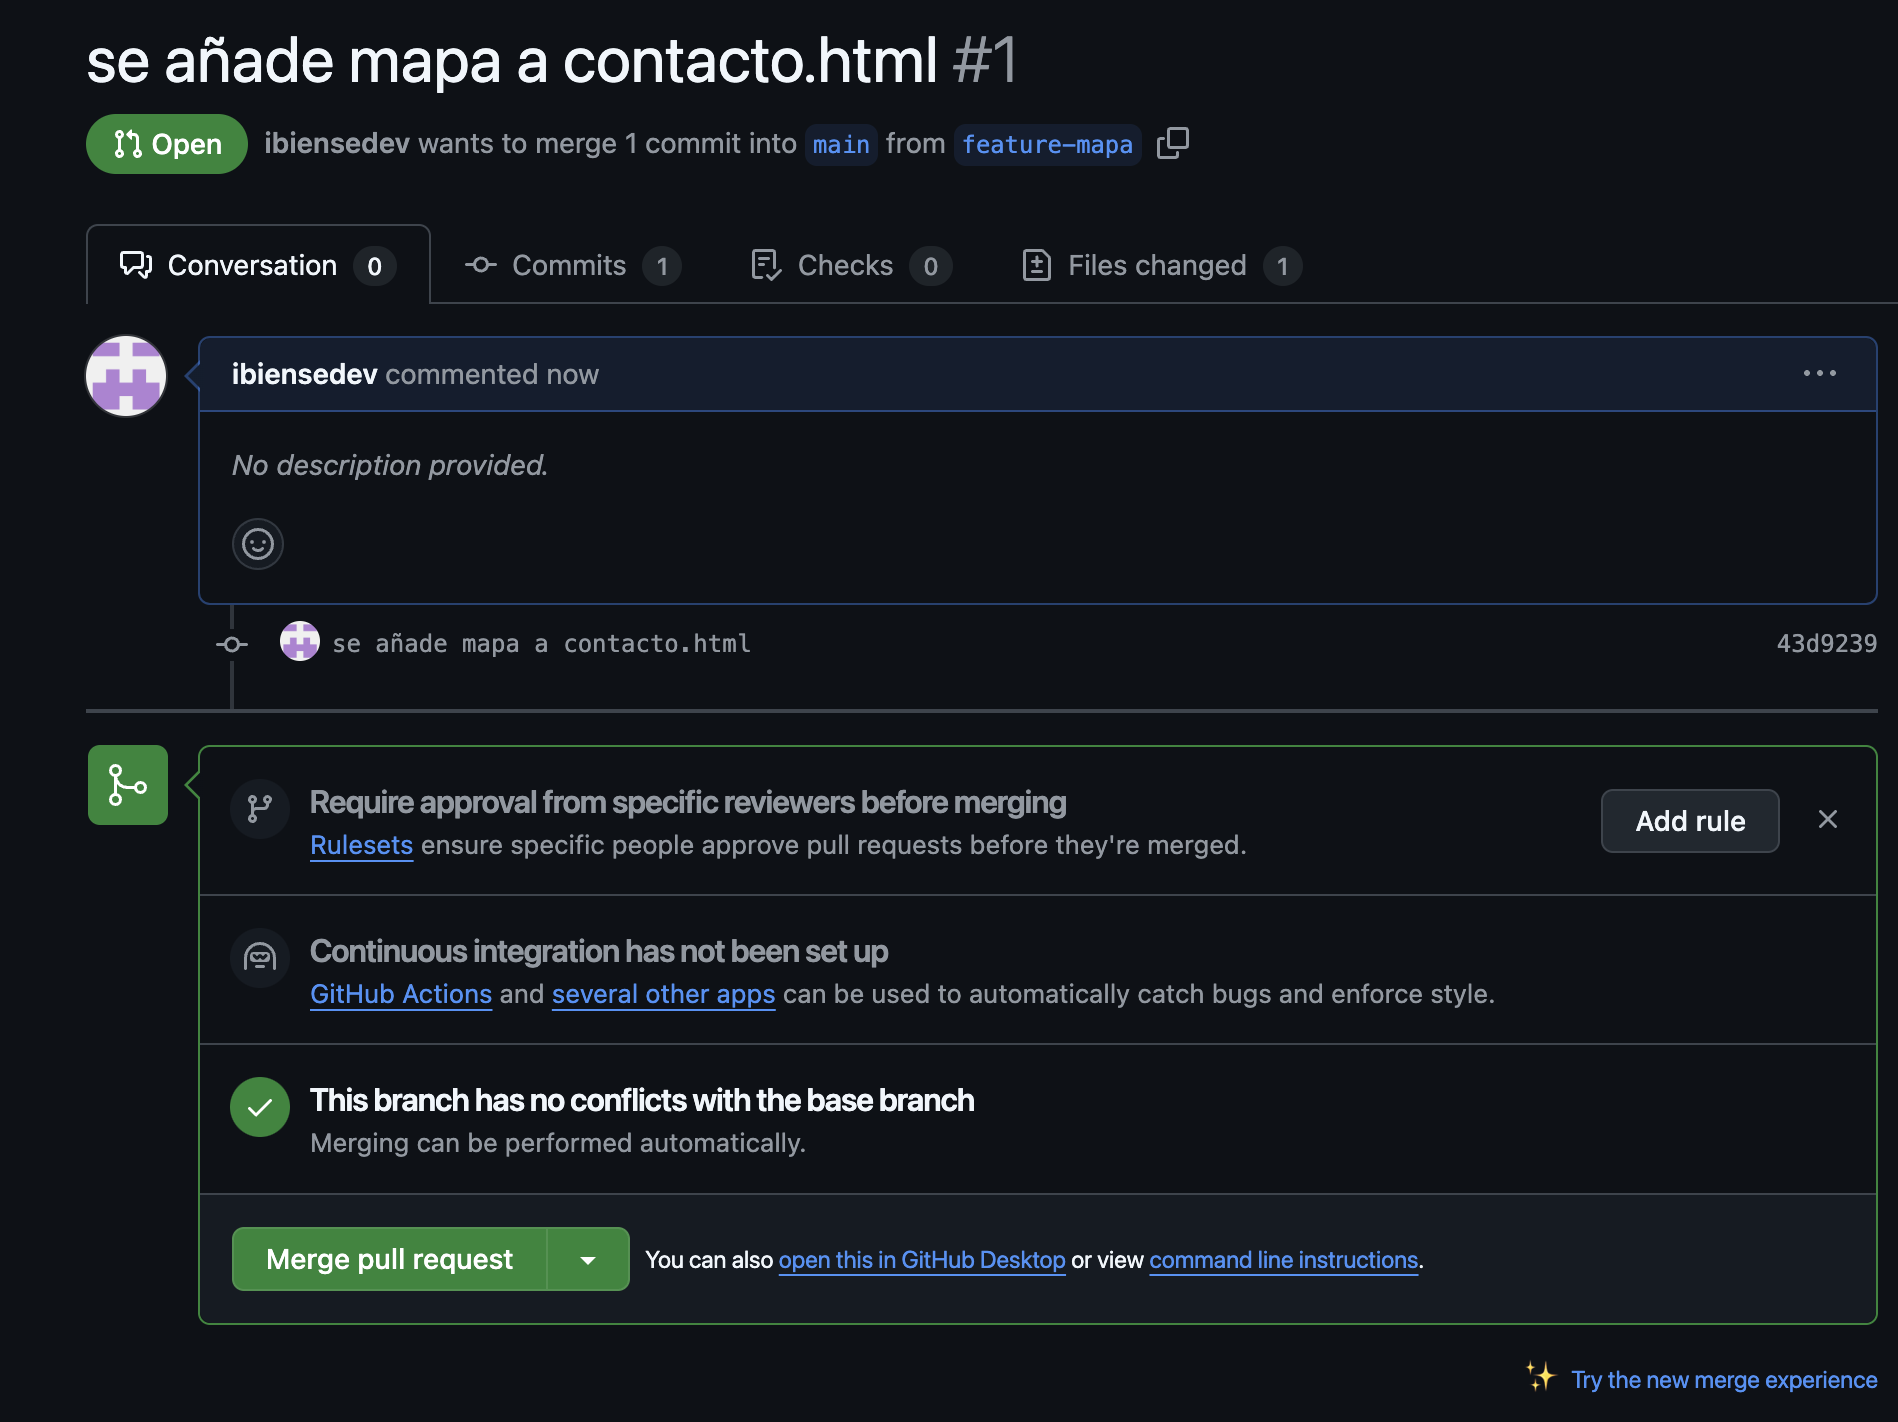 se añade mapa a contacto.html #1
Open ibiensedev wants to merge 1 commit into main from feature-mapa
Conversation 0 Commits 1 Checks 0 Files changed 1
ibiensedev commented now
No description provided.
se añade mapa a contacto.html 43d9239
Require approval from specific reviewers before merging
Rulesets ensure specific people approve pull requests before they're merged.
Add rule
Continuous integration has not been set up
GitHub Actions and several other apps can be used to automatically catch bugs and enforce style.
This branch has no conflicts with the base branch
Merging can be performed automatically.
Merge pull request You can also open this in GitHub Desktop or view command line instructions.
Try the new merge experience